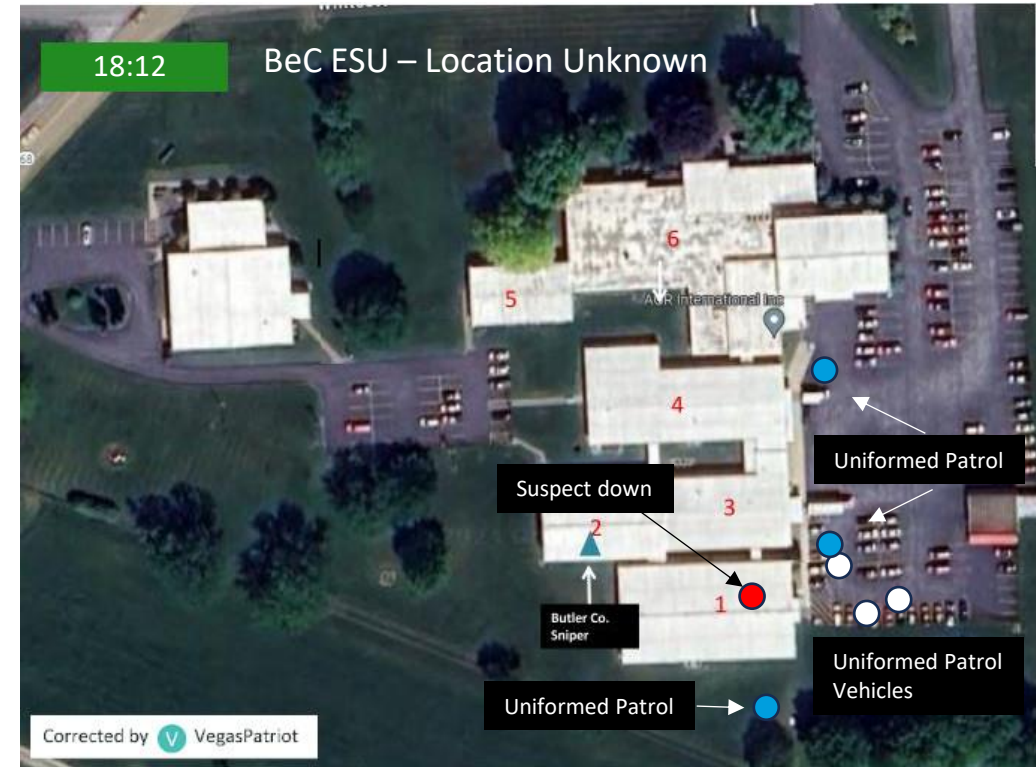 18:12
BeC ESU – Location Unknown
68
6
5
AGR International Inc
4
Uniformed Patrol
Suspect down
3
2
1
Butler Co.
Sniper
Uniformed Patrol
Vehicles
Uniformed Patrol
Corrected by V VegasPatriot